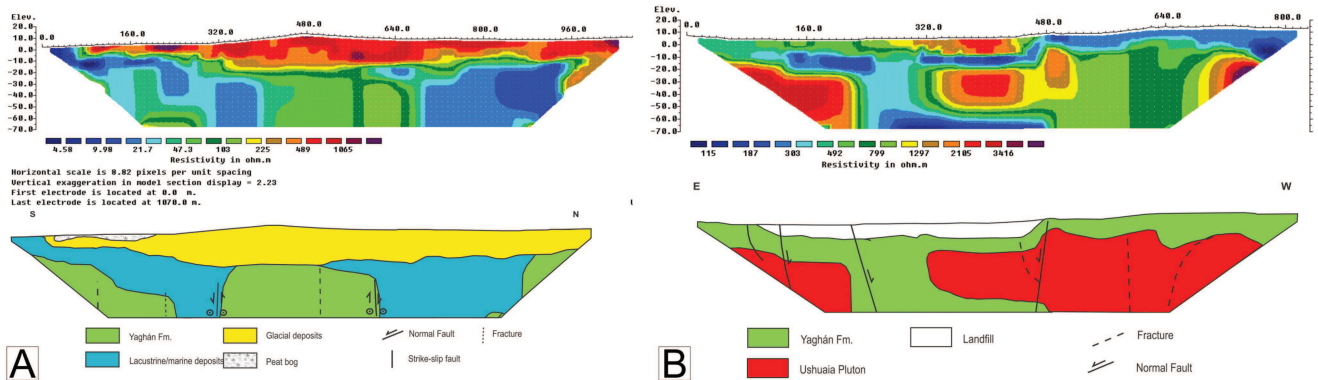 Elev.
20.0
10.0
0.0
-10.0
-20.0
-30.0
-40.0
-50.0
-60.0
-70.0
0.0 160.0 320.0 480.0 640.0 800.0 960.0
4.58 9.98 21.7 47.3 103 225 489 1065
Resistivity in ohm.m
Horizontal scale is 8.82 pixels per unit spacing
Vertical exaggeration in model section display = 2.23
First electrode is located at 0.0 m.
Last electrode is located at 1070.0 m.
S N
Yaghán Fm.
Glacial deposits
Normal Fault
Fracture
Lacustrine/marine deposits
Peat bog
Strike-slip fault
A
B
Elev.
20.0
10.0
0.0
-10.0
-20.0
-30.0
-40.0
-50.0
-60.0
-70.0
0.0 160.0 320.0 480.0 640.0 800.0
115 187 303 492 799 1297 2105 3416
Resistivity in ohm.m
E W
Yaghán Fm.
Landfill
Fracture
Ushuaia Pluton
Normal Fault
B